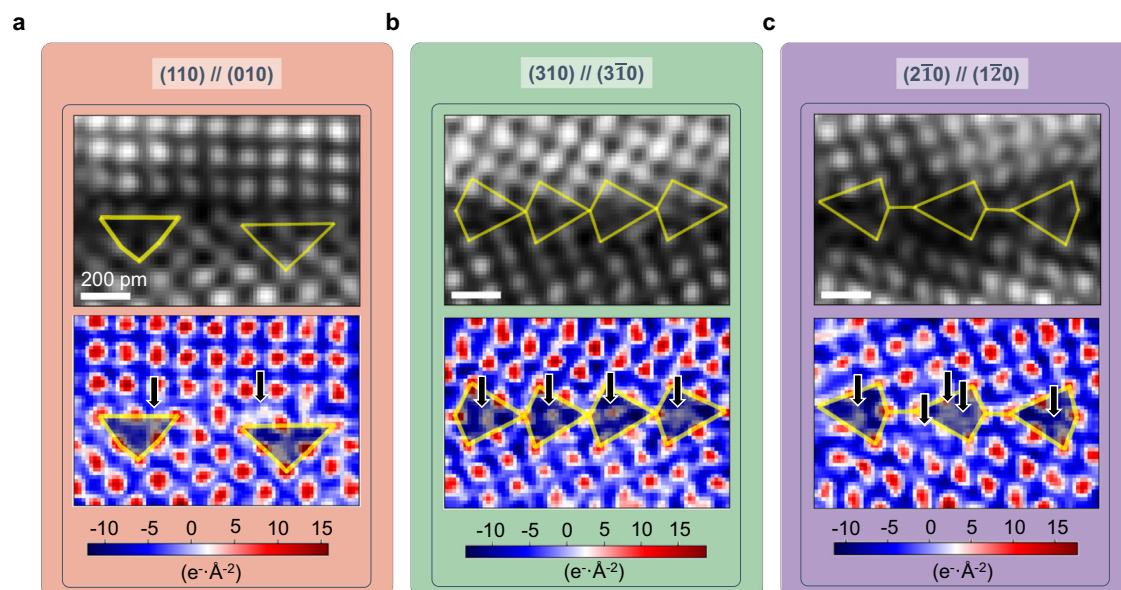 a
b
c
(110) // (010)
(310) // (31̅0)
(21̅0) // (12̅0)
200 pm
-10 -5 0 5 10 15
(e⁻·Å⁻²)
-10 -5 0 5 10 15
(e⁻·Å⁻²)
-10 -5 0 5 10 15
(e⁻·Å⁻²)